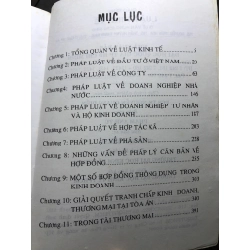 MỤC LỤC
Chương 1: TỔNG QUAN VỀ LUẬT KINH TẾ
Chương 2: PHÁP LUẬT VỀ ĐẦU TƯ Ở VIỆT NAM
Chương 3: PHÁP LUẬT VỀ CÔNG TY
Chương 4: PHÁP LUẬT VỀ DOANH NGHIỆP NHÀ
NƯỚC 146
Chương 5: PHÁP LUẬT VỀ DOANH NGHIỆP TƯ NHÂN
VÀ HỘ KINH DOANH
Chương 6: PHÁP LUẬT VỀ HỢP TÁC XÃ
Chương 7: PHÁP LUẬT VỀ PHÁ SẢN
Chương 8: NHỮNG VẤN ĐỀ PHÁP LÝ CĂN BẢN VỀ
HỢP ĐỒNG
Chương 9: MỘT SỐ HỢP ĐỒNG THÔNG DỤNG TRONG
KINH DOANH
Chương 10: GIẢI QUYẾT TRANH CHẤP KINH DOANH,
THƯƠNG MẠI TẠI TÒA ÁN
Chương 11: TRỌNG TÀI THƯƠNG MẠI